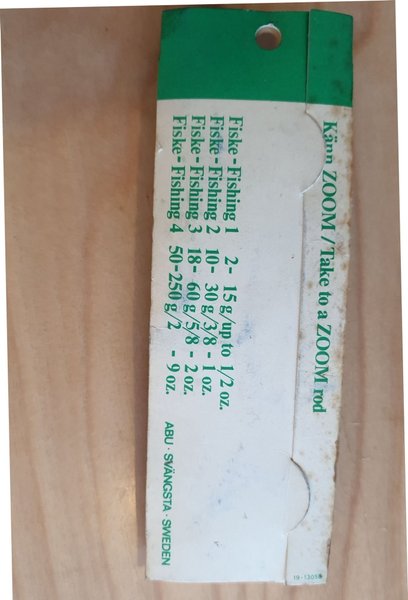 Känn ZOOM / Take to a ZOOM rod
Fiske - Fishing 1 2- 15 g/up to 1/2 oz.
Fiske - Fishing 2 10- 30 g/3/8 - 1 oz.
Fiske - Fishing 3 18- 60 g/5/8 - 2 oz.
Fiske - Fishing 4 50-250 g/2 - 9 oz.
ABU · SVÄNGSTA · SWEDEN